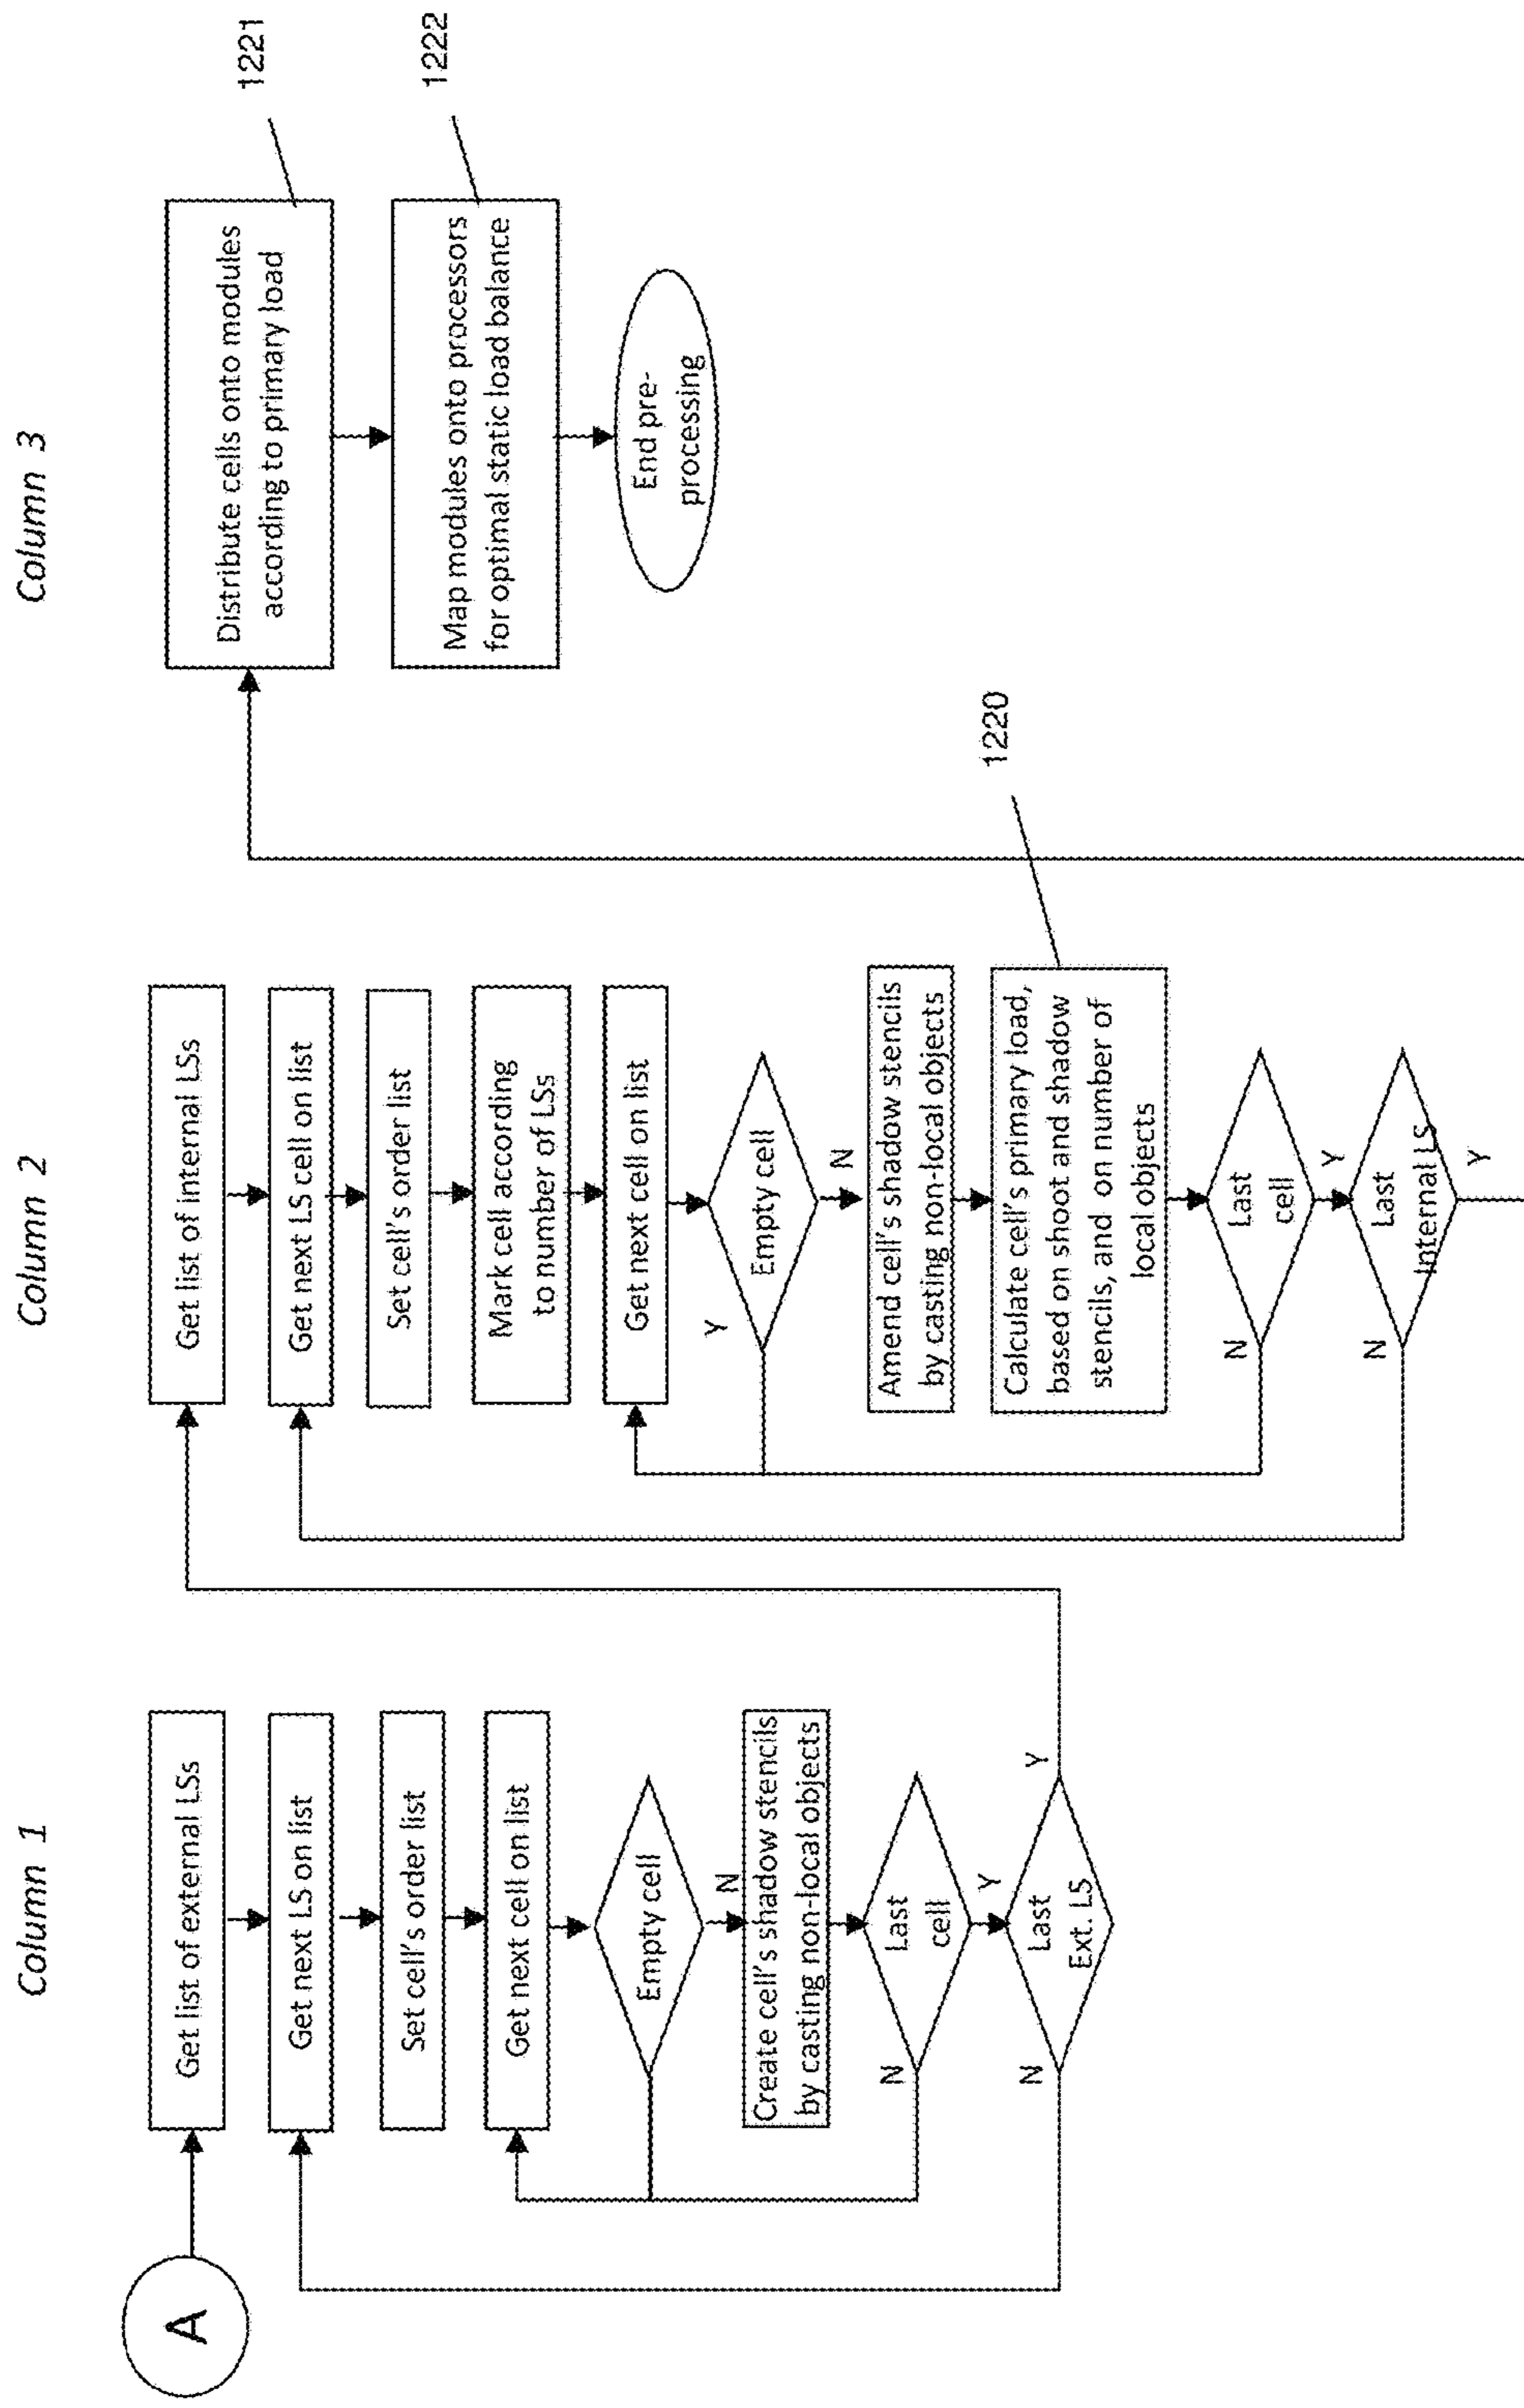 Column 1
A
Get list of external LSs
Get next LS on list
Set cell's order list
Get next cell on list
Empty cell
N
Create cell's shadow stencils
by casting non-local objects
Last
cell
N
Y
Last
Ext. LS
N
Y
Column 2
Get list of internal LSs
Get next LS cell on list
Set cell's order list
Mark cell according
to number of LSs
Get next cell on list
Empty cell
Y
N
Amend cell's shadow stencils
by casting non-local objects
Calculate cell's primary load,
based on shoot and shadow
stencils, and on number of
local objects
1220
Last
cell
N
Y
Last
Internal LS
N
Y
Column 3
Distribute cells onto modules
according to primary load
1221
Map modules onto processors
for optimal static load balance
1222
End pre-
processing